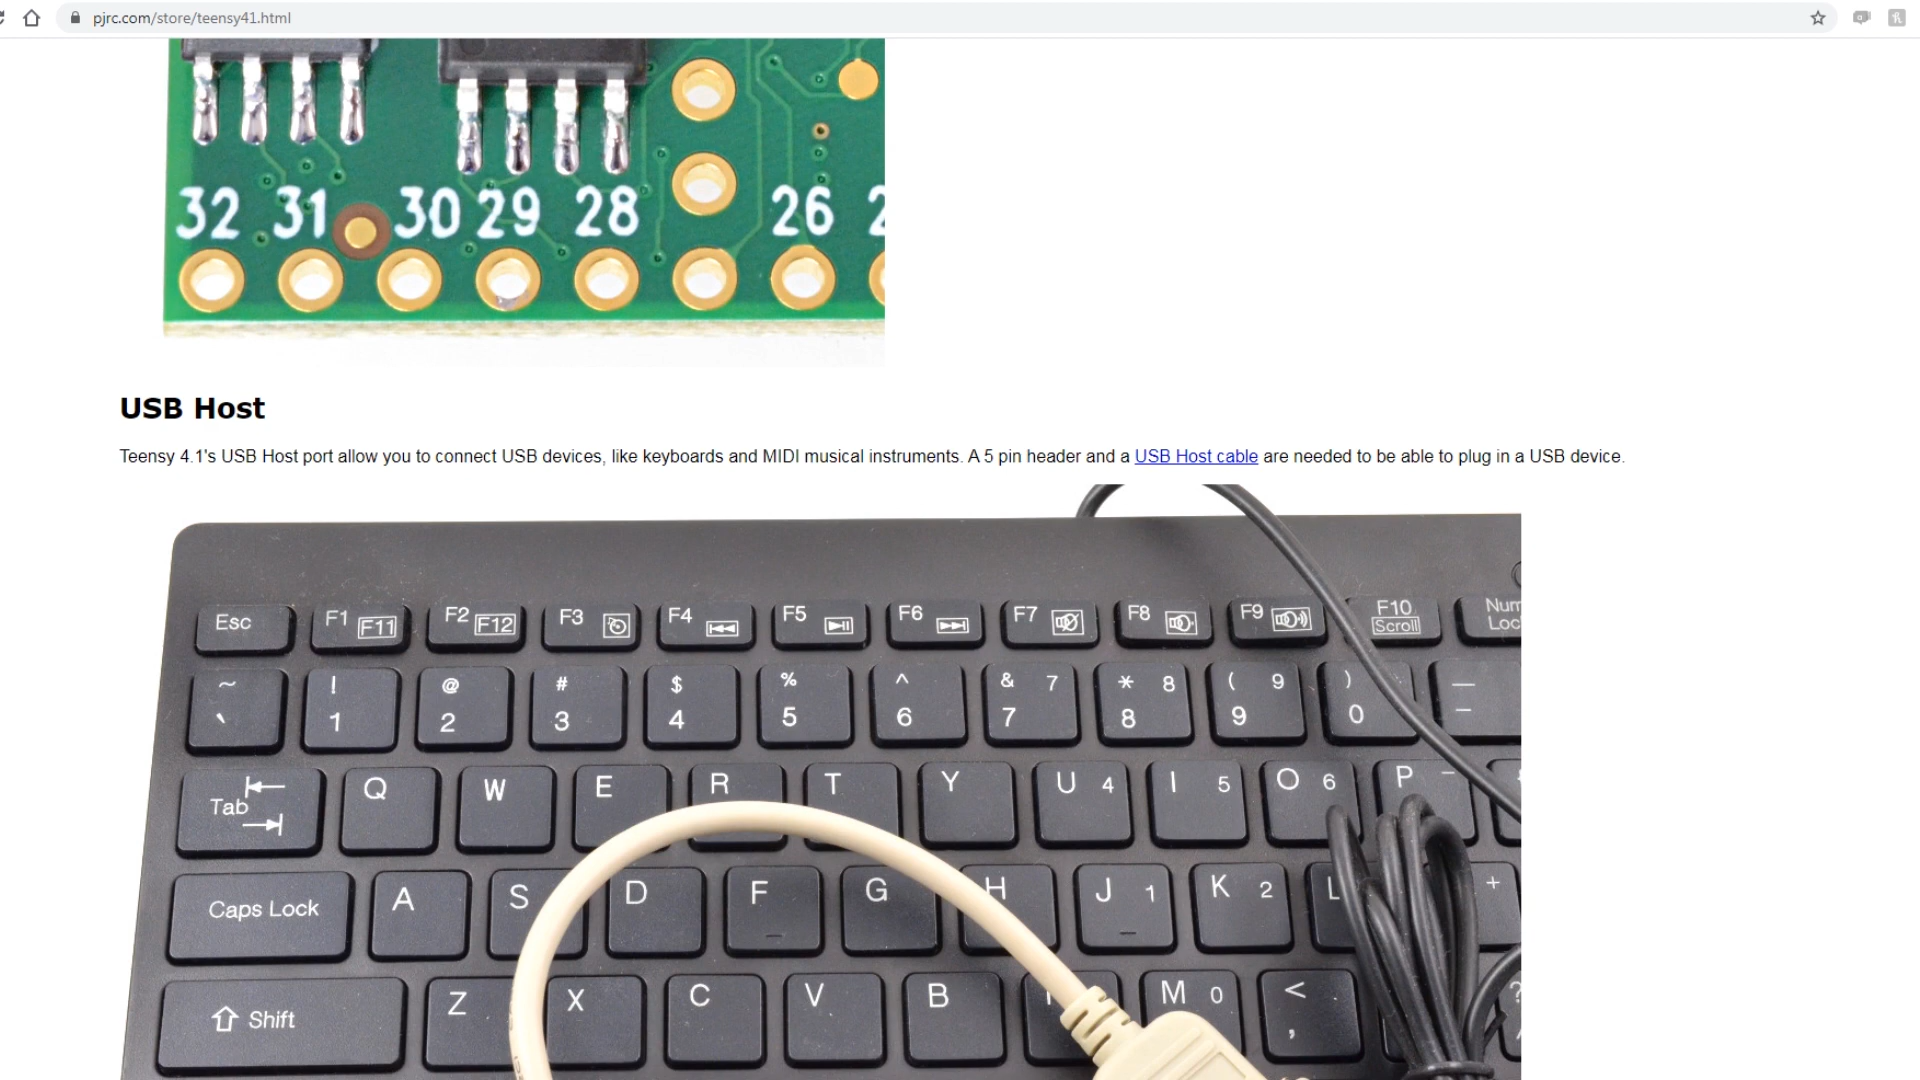 pjrc.com/store/teensy41.html
32 31 30 29 28 26
USB Host
Teensy 4.1's USB Host port allow you to connect USB devices, like keyboards and MIDI musical instruments. A 5 pin header and a USB Host cable are needed to be able to plug in a USB device.
Esc F1 F11 F2 F12 F3 F4 F5 F6 F7 F8 F9 F10 Scroll Num Loc
~ ! @ # $ % ^ & 7 * 8 ( 9 ) —
` 1 2 3 4 5 6 7 8 9 0 –
Tab Q W E R T Y U 4 I 5 O 6 P –
Caps Lock A S D F G H J 1 K 2 L +
Shift Z X C V B M 0 <
,